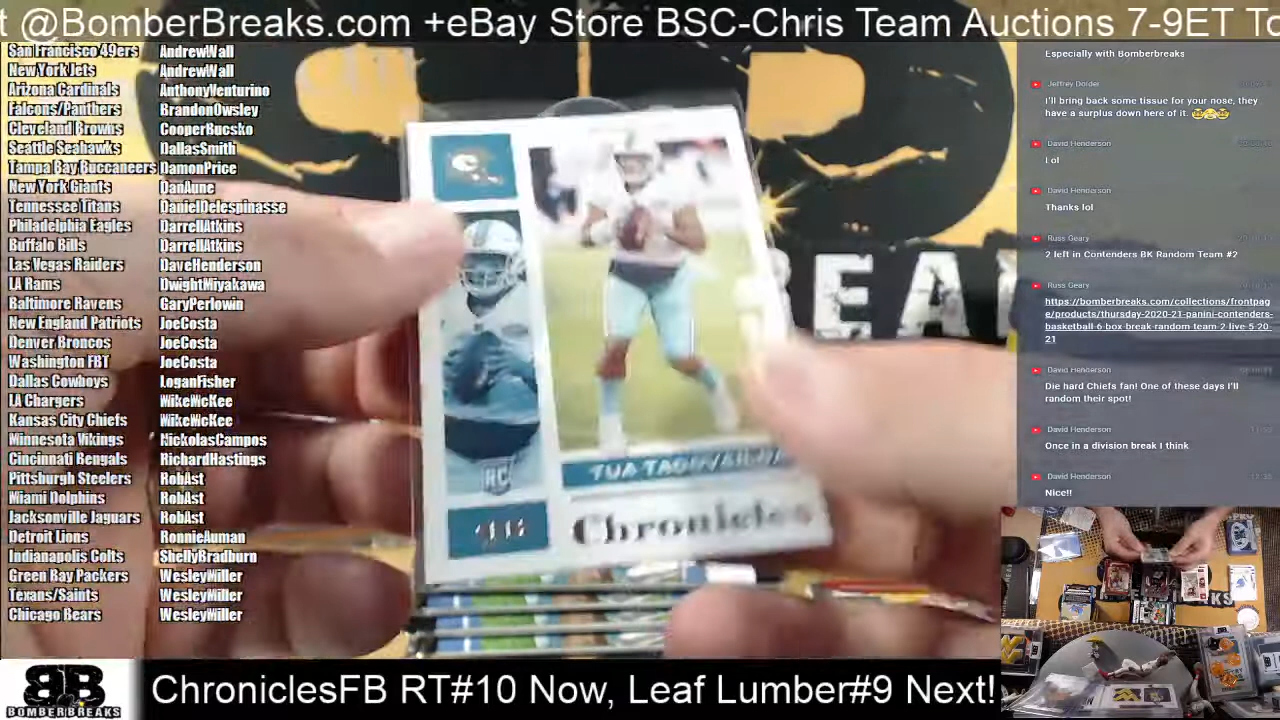 t @BomberBreaks.com +eBay Store BSC-Chris Team Auctions 7-9ET To
San Francisco 49ers AndrewWall
New York Jets AndrewWall
Arizona Cardinals AnthonyVenturino
Falcons/Panthers BrandonOwsley
Cleveland Browns CooperBucsko
Seattle Seahawks DallasSmith
Tampa Bay Buccaneers DamonPrice
New York Giants DanAune
Tennessee Titans DanielDelespinasse
Philadelphia Eagles DarrellAtkins
Buffalo Bills DarrellAtkins
Las Vegas Raiders DaveHenderson
LA Rams DwightMiyakawa
Baltimore Ravens GaryPerlowin
New England Patriots JoeCosta
Denver Broncos JoeCosta
Washington FBT JoeCosta
Dallas Cowboys LoganFisher
LA Chargers MikeMcKee
Kansas City Chiefs MikeMcKee
Minnesota Vikings NickolasCampos
Cincinnati Bengals RichardHastings
Pittsburgh Steelers RobAst
Miami Dolphins RobAst
Jacksonville Jaguars RobAst
Detroit Lions RonnieAuman
Indianapolis Colts ShellyBradburn
Green Bay Packers WesleyMiller
Texans/Saints WesleyMiller
Chicago Bears WesleyMiller
RC
TUA
Chronicles
REA
Especially with Bomberbreaks
Jeffrey Dorder
I'll bring back some tissue for your nose, they
have a surplus down here of it.
David Henderson
Lol
David Henderson
Thanks lol
Russ Geary
2 left in Contenders BK Random Team #2
Russ Geary
https://bomberbreaks.com/collections/frontpag
e/products/thursday-2020-21-panini-contenders-
basketball-6-box-break-random-team-2-live-5-20-
21
David Henderson
Die hard Chiefs fan! One of these days I'll
random their spot!
David Henderson
Once in a division break I think
David Henderson
Nice!!
BB
BOMBERBREAKS
ChroniclesFB RT#10 Now, Leaf Lumber#9 Next!